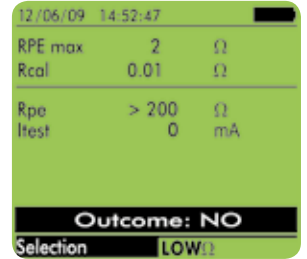 12/06/09 14:52:47
RPE max 2 Ω
Rcal 0.01 Ω
Rpe > 200 Ω
Itest 0 mA
Outcome: NO
Selection LOWΩ